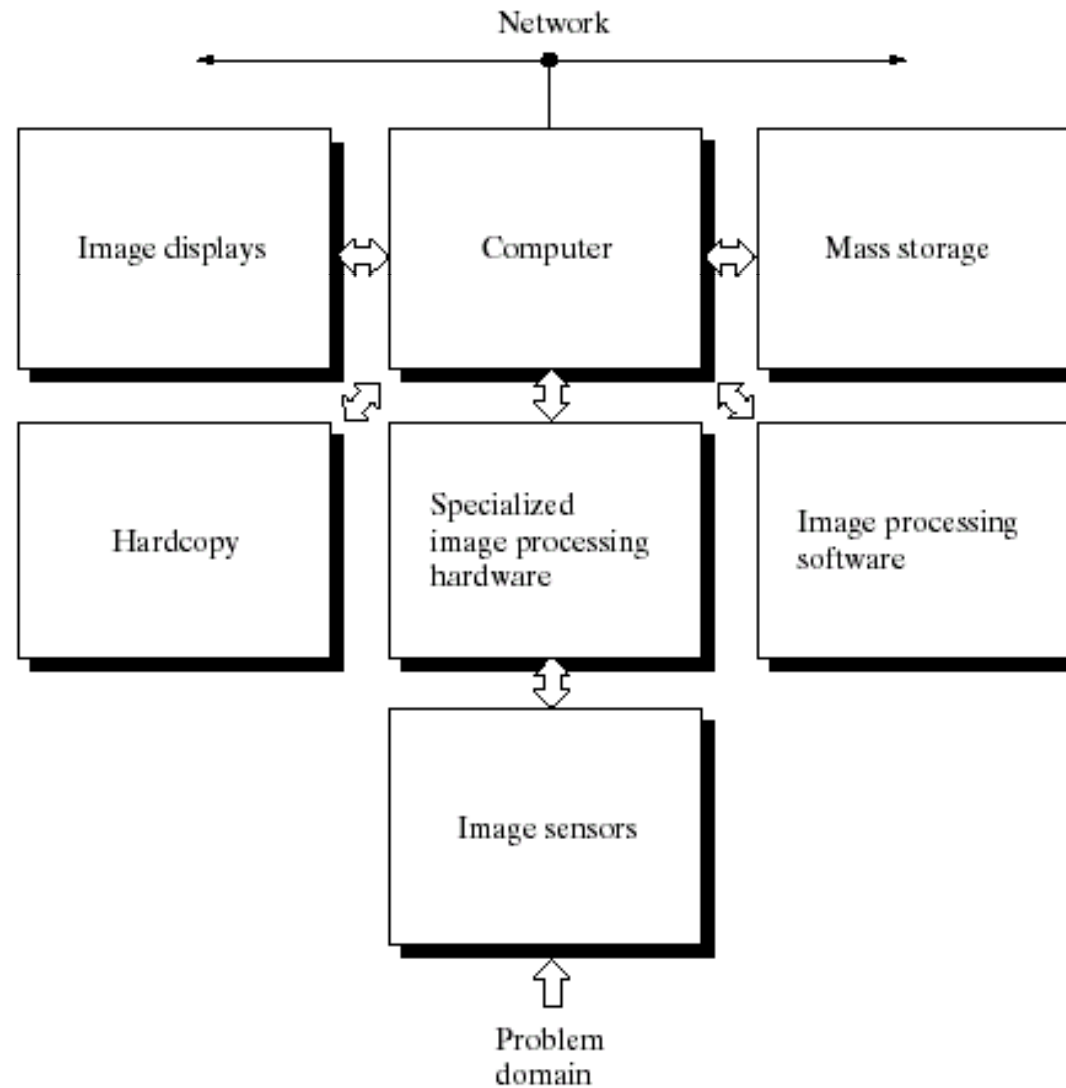 Network
Image displays
Computer
Mass storage
Hardcopy
Specialized
image processing
hardware
Image processing
software
Image sensors
Problem
domain